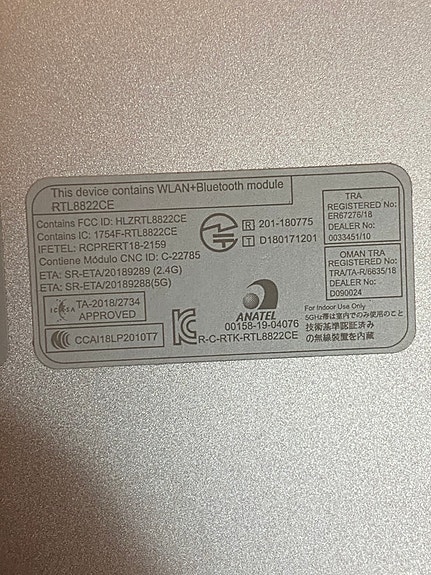 This device contains WLAN+Bluetooth module
RTL8822CE
Contains FCC ID: HLZRTL8822CE
Contains IC: 1754F-RTL8822CE
IFETEL: RCPRERT18-2159
Contiene Módulo CNC ID: C-22785
ETA: SR-ETA/20189289 (2.4G)
ETA: SR-ETA/20189288(5G)
ICASA
TA-2018/2734
APPROVED
CCAI18LP2010T7
R 201-180775
T D180171201
ANATEL
00158-19-04076
R-C-RTK-RTL8822CE
TRA
REGISTERED No:
ER67276/18
DEALER No:
0033451/10
OMAN TRA
REGISTERED No:
TRA/TA-R/6635/18
DEALER No:
D090024
For Indoor Use Only
5GHz帯は室内でのみ使用のこと
技術基準認証済み
の無線装置を内蔵